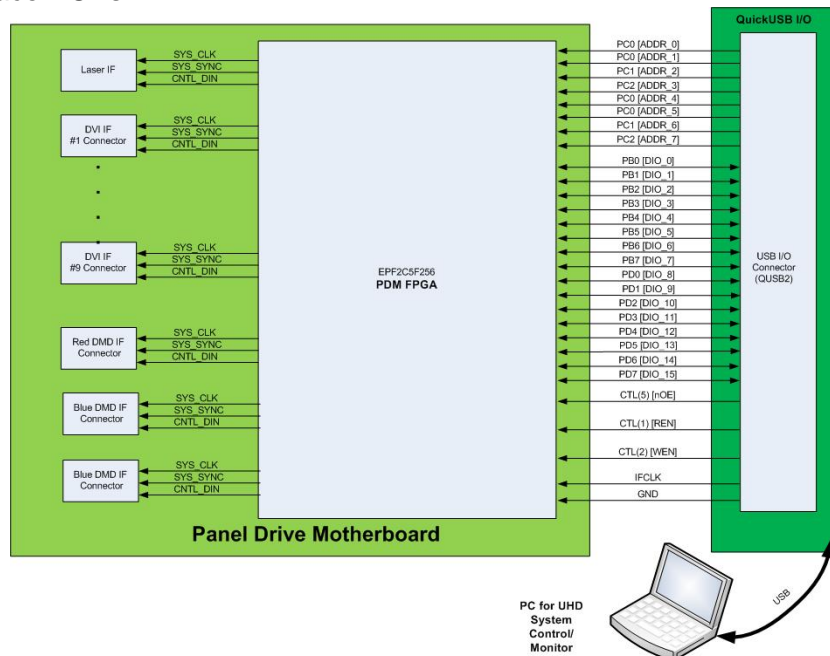 QuickUSB I/O
Laser IF
SYS_CLK
SYS_SYNC
CNTL_DIN
DVI IF
#1 Connector
SYS_CLK
SYS_SYNC
CNTL_DIN
DVI IF
#9 Connector
SYS_CLK
SYS_SYNC
CNTL_DIN
Red DMD IF
Connector
SYS_CLK
SYS_SYNC
CNTL_DIN
Blue DMD IF
Connector
SYS_CLK
SYS_SYNC
CNTL_DIN
Blue DMD IF
Connector
SYS_CLK
SYS_SYNC
CNTL_DIN
EPF2C5F256
PDM FPGA
PC0 [ADDR_0]
PC0 [ADDR_1]
PC1 [ADDR_2]
PC2 [ADDR_3]
PC0 [ADDR_4]
PC0 [ADDR_5]
PC1 [ADDR_6]
PC2 [ADDR_7]
PB0 [DIO_0]
PB1 [DIO_1]
PB2 [DIO_2]
PB3 [DIO_3]
PB4 [DIO_4]
PB5 [DIO_5]
PB6 [DIO_6]
PB7 [DIO_7]
PD0 [DIO_8]
PD1 [DIO_9]
PD2 [DIO_10]
PD3 [DIO_11]
PD4 [DIO_12]
PD5 [DIO_13]
PD6 [DIO_14]
PD7 [DIO_15]
CTL(5) [nOE]
CTL(1) [REN]
CTL(2) [WEN]
IFCLK
GND
USB I/O
Connector
(QUSB2)
Panel Drive Motherboard
USB
PC for UHD
System
Control/
Monitor